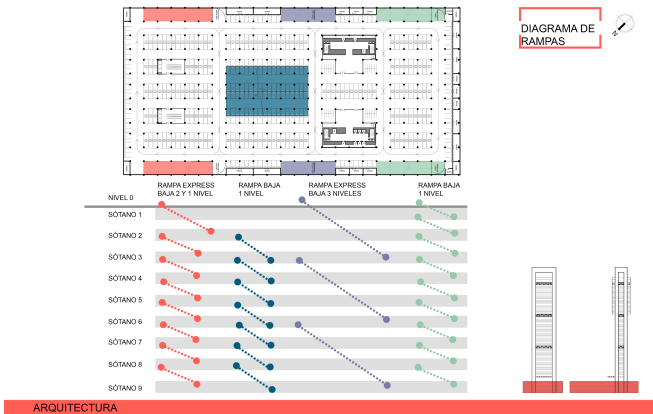 DIAGRAMA DE
RAMPAS
N
RAMPA EXPRESS
BAJA 2 Y 1 NIVEL
RAMPA BAJA
1 NIVEL
RAMPA EXPRESS
BAJA 3 NIVELES
RAMPA BAJA
1 NIVEL
NIVEL 0
SÓTANO 1
SÓTANO 2
SÓTANO 3
SÓTANO 4
SÓTANO 5
SÓTANO 6
SÓTANO 7
SÓTANO 8
SÓTANO 9
ARQUITECTURA